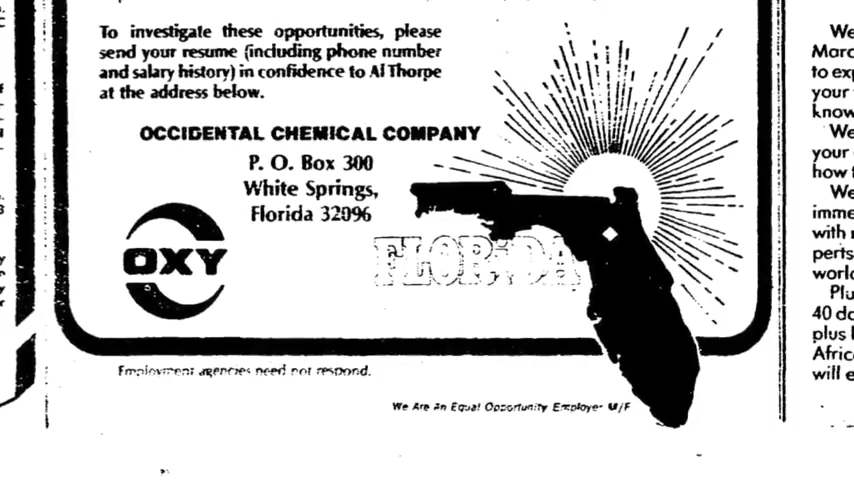 To investigate these opportunities, please
send your resume (including phone number
and salary history) in confidence to Al Thorpe
at the address below.
OCCIDENTAL CHEMICAL COMPANY
P. O. Box 300
White Springs,
Florida 32096
OXY
FLORIDA
Employment agencies need not respond.
We Are An Equal Opportunity Employer M/F
We
Marc
to exp
your
know
We
your
how
We
imme
with
perts
world
Plu
40 da
plus
Afric
will e